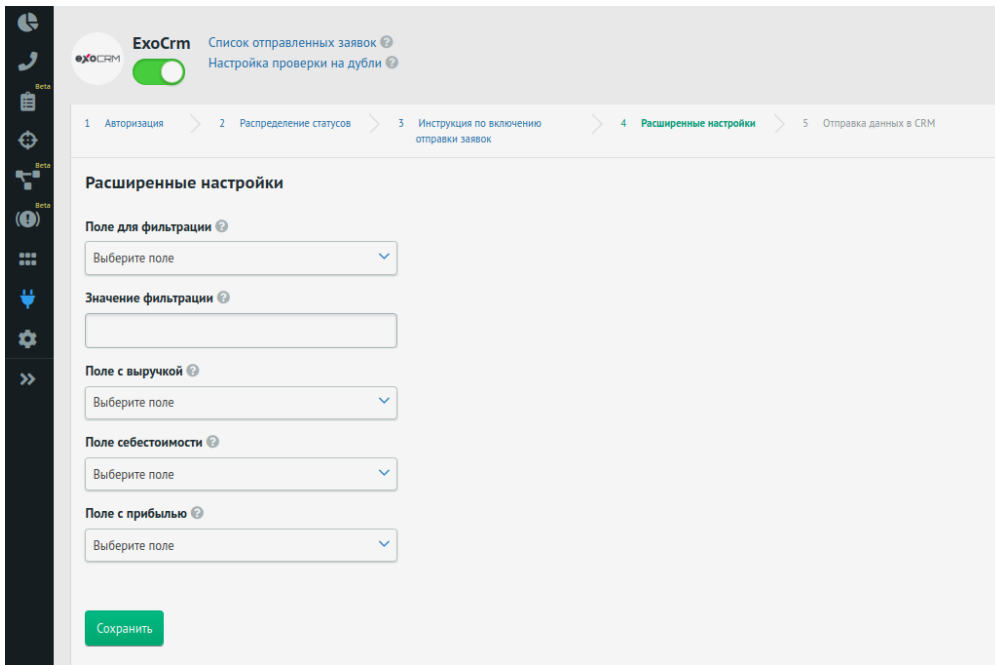 ExoCrm
Список отправленных заявок ?
exoCRM
Настройка проверки на дубли ?
Beta
1 Авторизация
2 Распределение статусов
3 Инструкция по включению
отправки заявок
4 Расширенные настройки
5 Отправка данных в CRM
Beta
Расширенные настройки
Beta
Поле для фильтрации ?
Выберите поле
Значение фильтрации ?
Поле с выручкой ?
Выберите поле
Поле себестоимости ?
Выберите поле
Поле с прибылью ?
Выберите поле
Сохранить